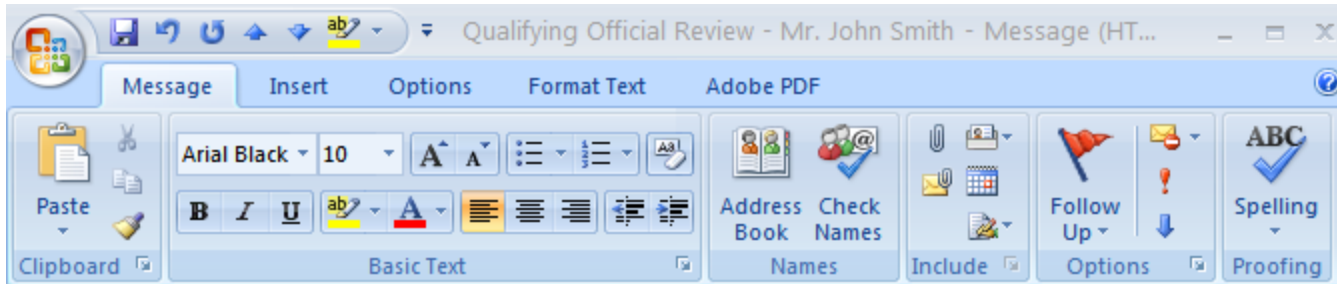 Qualifying Official Review - Mr. John Smith - Message (HT...
Message Insert Options Format Text Adobe PDF
Paste
Clipboard
Arial Black 10
Basic Text
Address Book
Check Names
Names
Include
Follow Up
Options
ABC
Spelling
Proofing